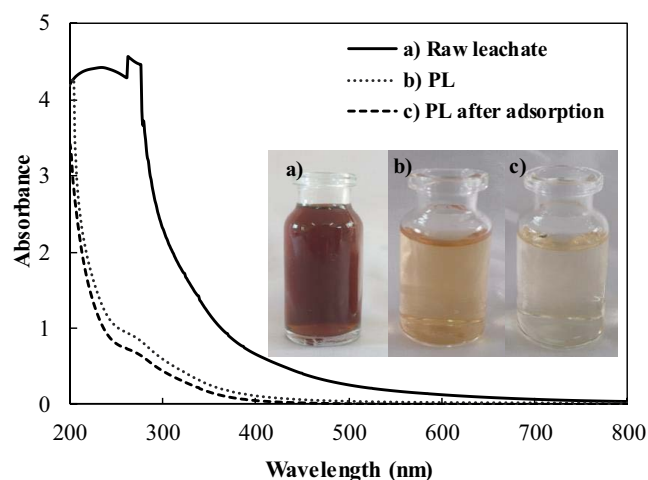 5
4
3
2
1
0
Absorbance
a) Raw leachate
b) PL
c) PL after adsorption
a)
b)
c)
200
300
400
500
600
700
800
Wavelength (nm)